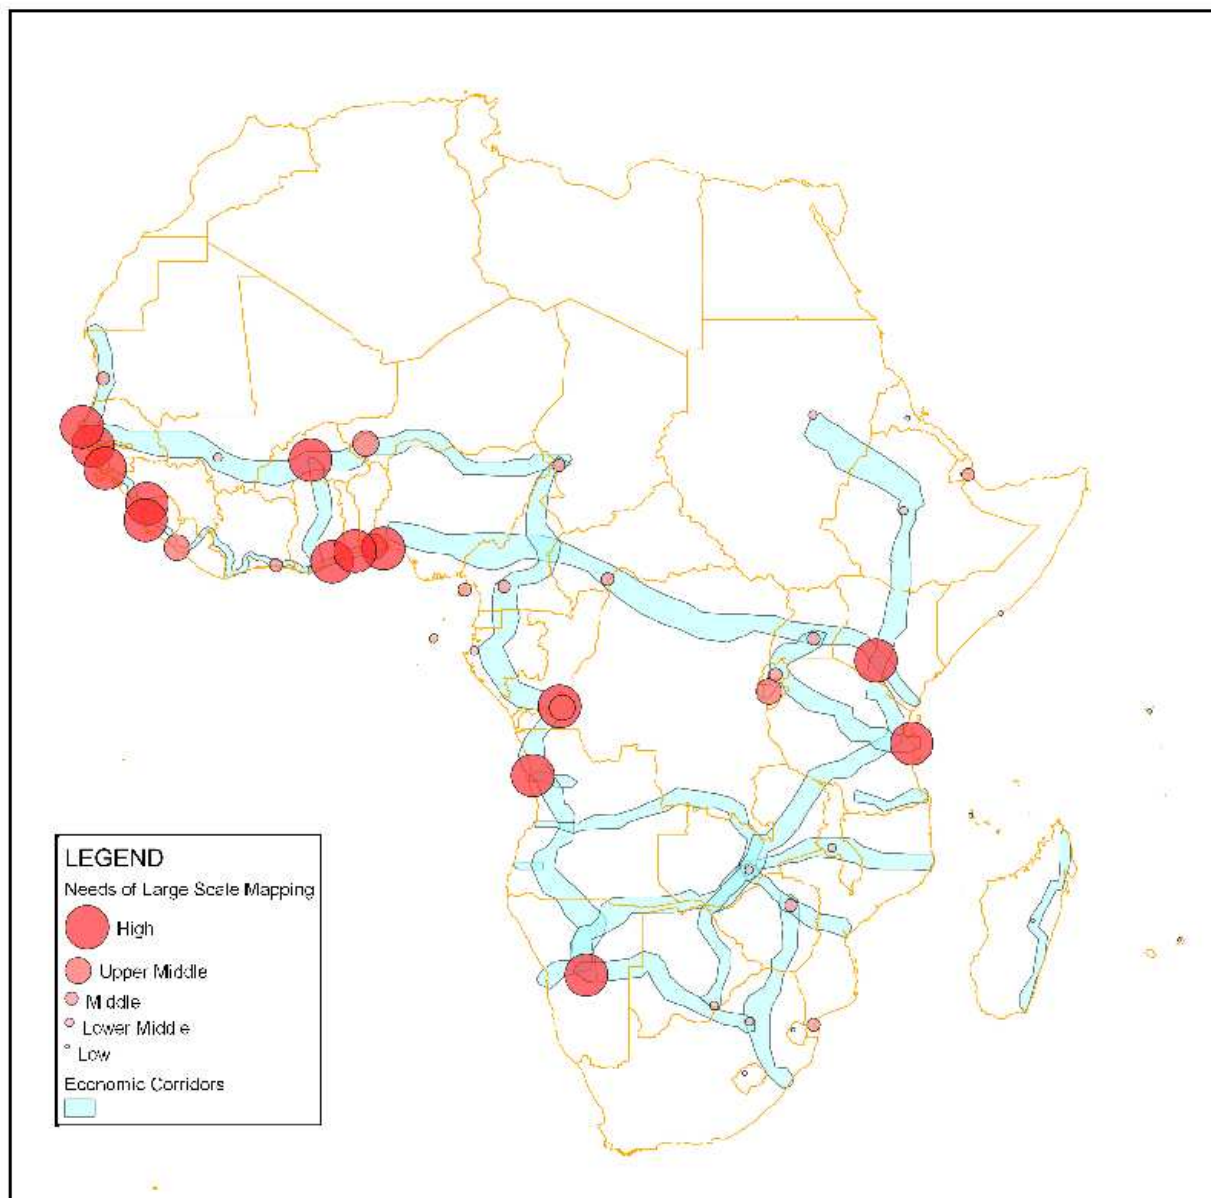 LEGEND
Needs of Large Scale Mapping
High
Upper Middle
Middle
Lower Middle
Low
Economic Corridors